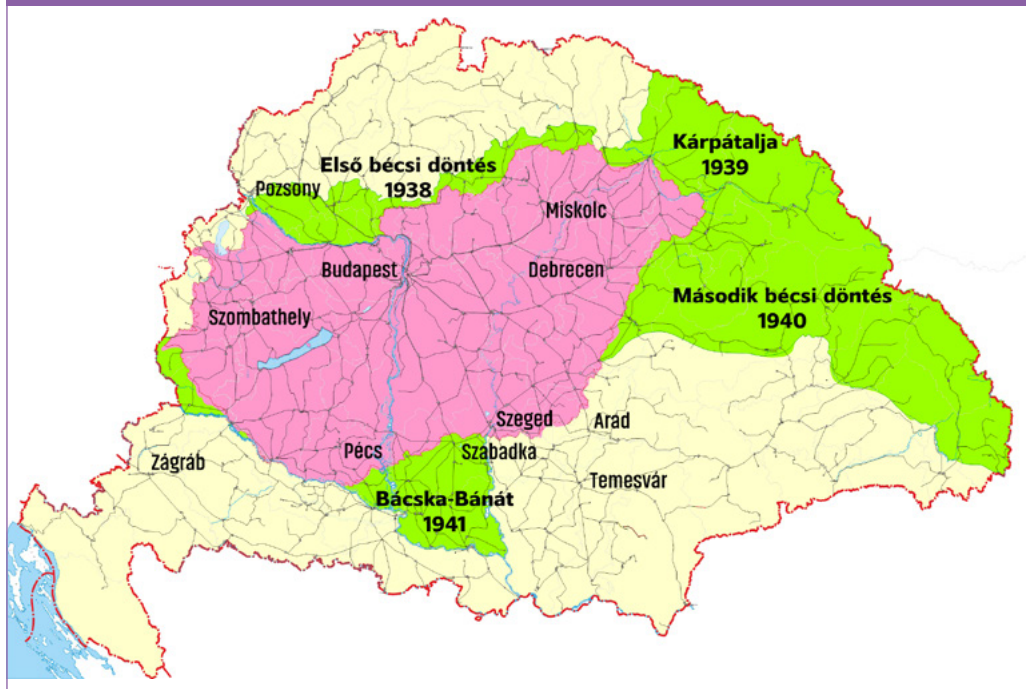 Kárpátalja
1939
Első bécsi döntés
1938
Pozsony
Miskolc
Budapest
Debrecen
Második bécsi döntés
1940
Szombathely
Szeged
Arad
Pécs
Szabadka
Zágráb
Temesvár
Bácska-Bánát
1941